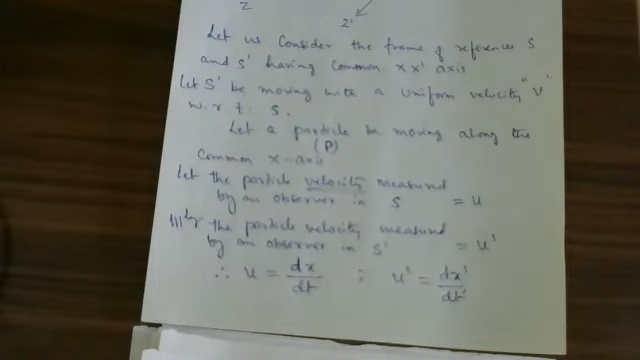 Z
Z'
Let us Consider the frame of references S
and S' having Common x x' axis
Let S' be moving with a Uniform velocity "V"
w.r.t. S.
Let a particle be moving along the
(P)
Common x-axis
Let the particle velocity measured
by an observer in S = u
|||ly the particle velocity measured
by an observer in S' = u'
∴ u = dx/dt ; u' = dx'/dt'